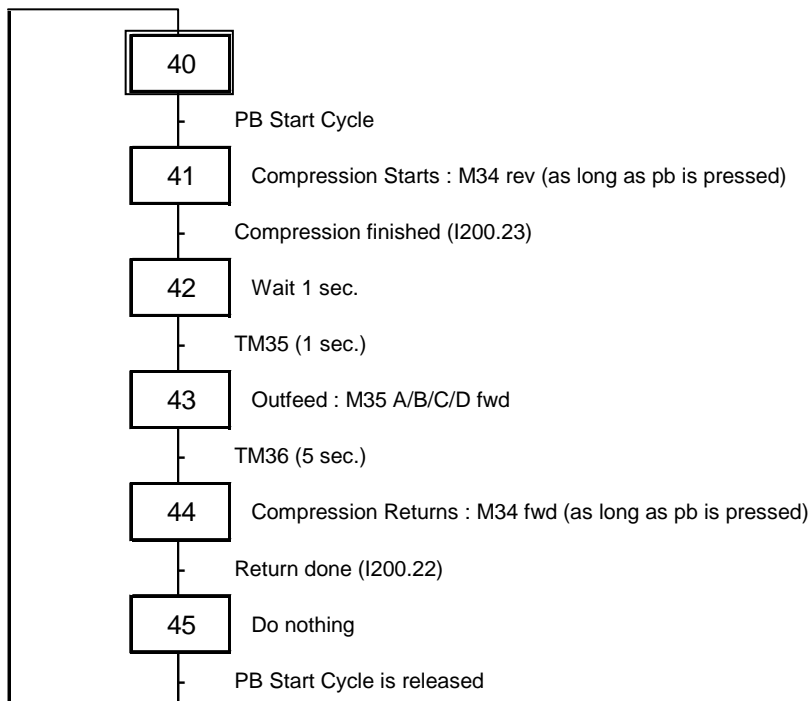 40
PB Start Cycle
41 Compression Starts : M34 rev (as long as pb is pressed)
Compression finished (I200.23)
42 Wait 1 sec.
TM35 (1 sec.)
43 Outfeed : M35 A/B/C/D fwd
TM36 (5 sec.)
44 Compression Returns : M34 fwd (as long as pb is pressed)
Return done (I200.22)
45 Do nothing
PB Start Cycle is released